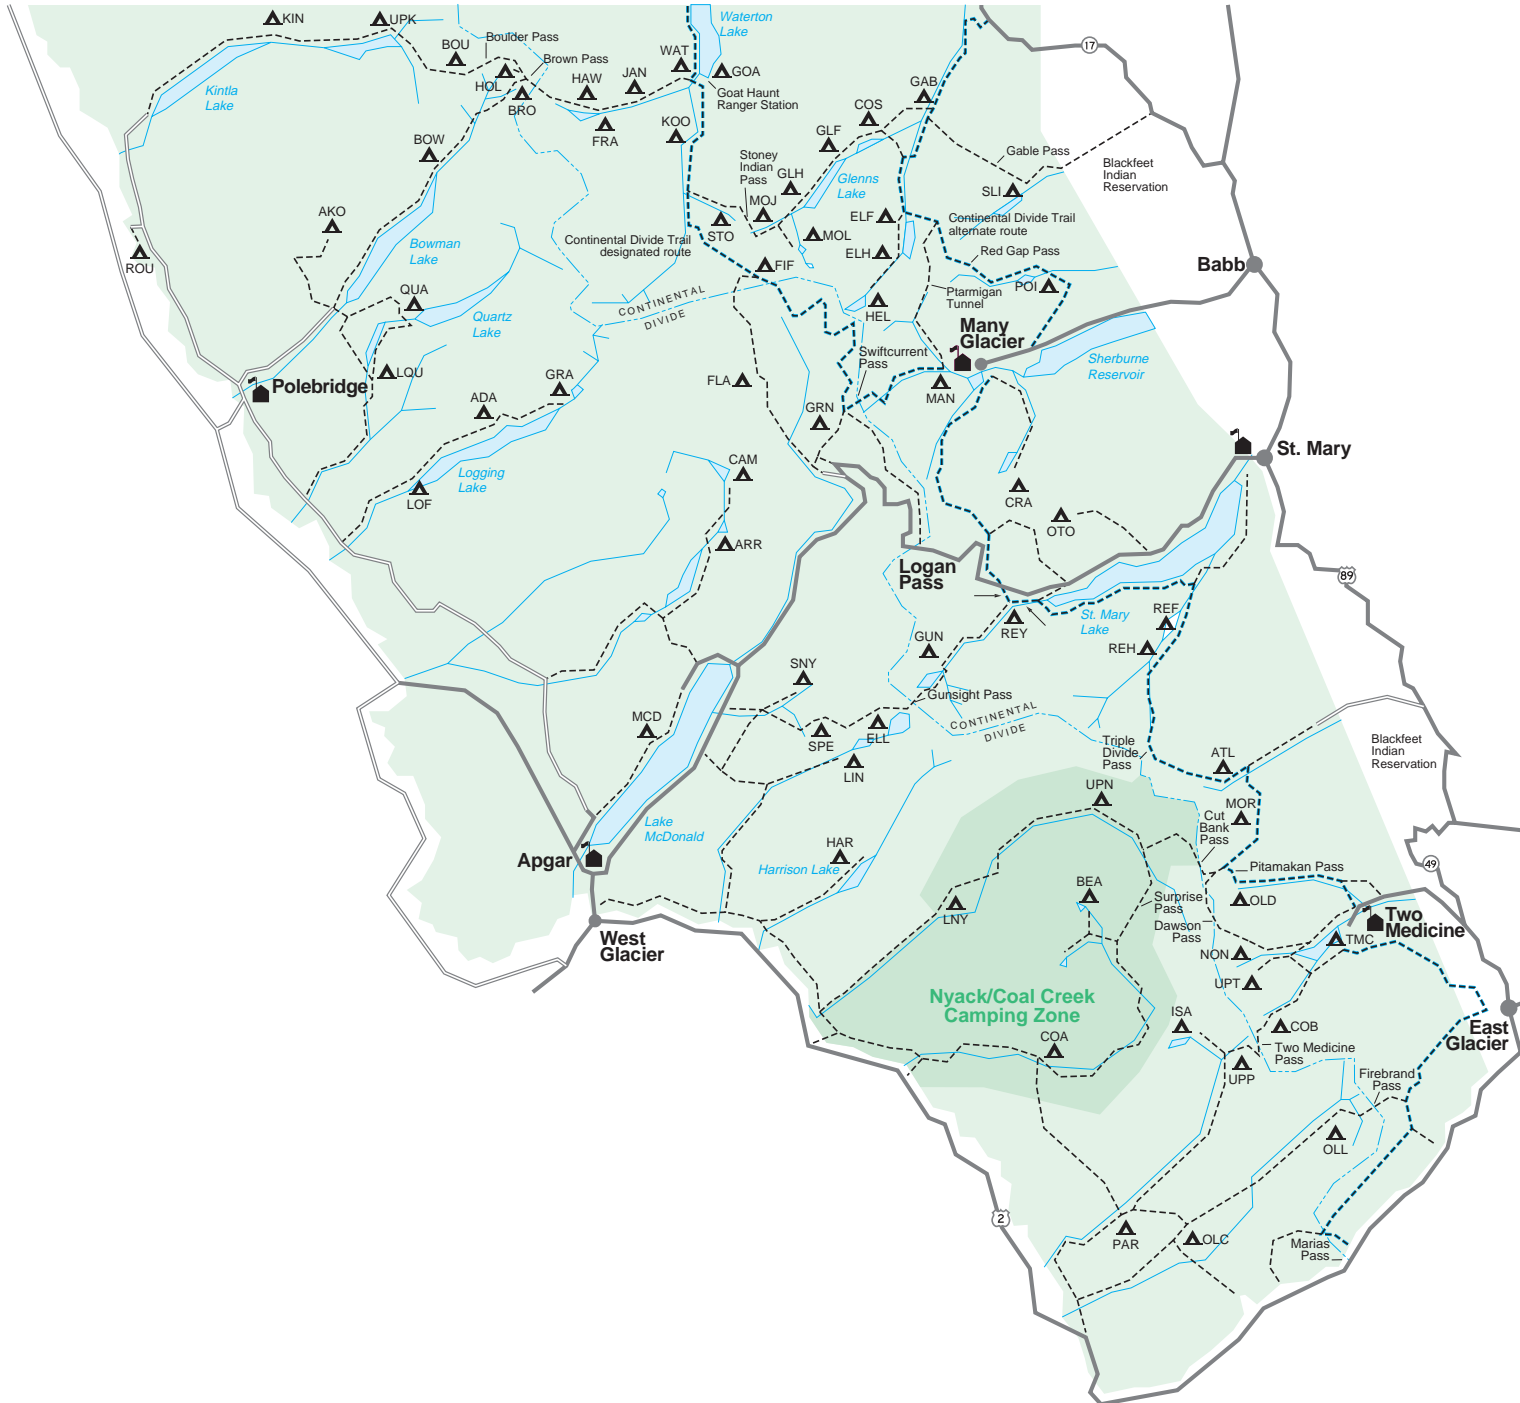 KIN
UPK
Waterton
Lake
17
BOU
Boulder Pass
Brown Pass
WAT
GOA
HOL
BRO
HAW
JAN
Goat Haunt
Ranger Station
GAB
Kintla
Lake
COS
FRA
KOO
BOW
GLF
Stoney
Indian
Pass
GLH
Glenns
Lake
Gable Pass
Blackfeet
Indian
Reservation
SLI
AKO
MOJ
STO
MOL
ELF
ELH
Continental Divide Trail
alternate route
ROU
Bowman
Lake
Continental Divide Trail
designated route
Red Gap Pass
FIF
Babb
POI
Ptarmigan
Tunnel
QUA
Quartz
Lake
CONTINENTAL
DIVIDE
HEL
Many
Glacier
Swiftcurrent
Pass
Sherburne
Reservoir
Polebridge
LQU
GRA
FLA
MAN
ADA
GRN
St. Mary
Logging
Lake
LOF
CAM
CRA
OTO
ARR
Logan
Pass
89
REY
St. Mary
Lake
REF
REH
GUN
SNY
Gunsight Pass
MCD
SPE
ELL
LIN
CONTINENTAL
DIVIDE
Triple
Divide
Pass
ATL
Blackfeet
Indian
Reservation
UPN
MOR
Cut
Bank
Pass
Lake
McDonald
Apgar
HAR
Harrison Lake
Pitamakan Pass
49
BEA
LNY
Surprise
Pass
Dawson
Pass
OLD
Two
Medicine
TMC
West
Glacier
NON
UPT
Nyack/Coal Creek
Camping Zone
ISA
COB
East
Glacier
COA
Two Medicine
Pass
UPP
Firebrand
Pass
OLL
2
PAR
OLC
Marias
Pass